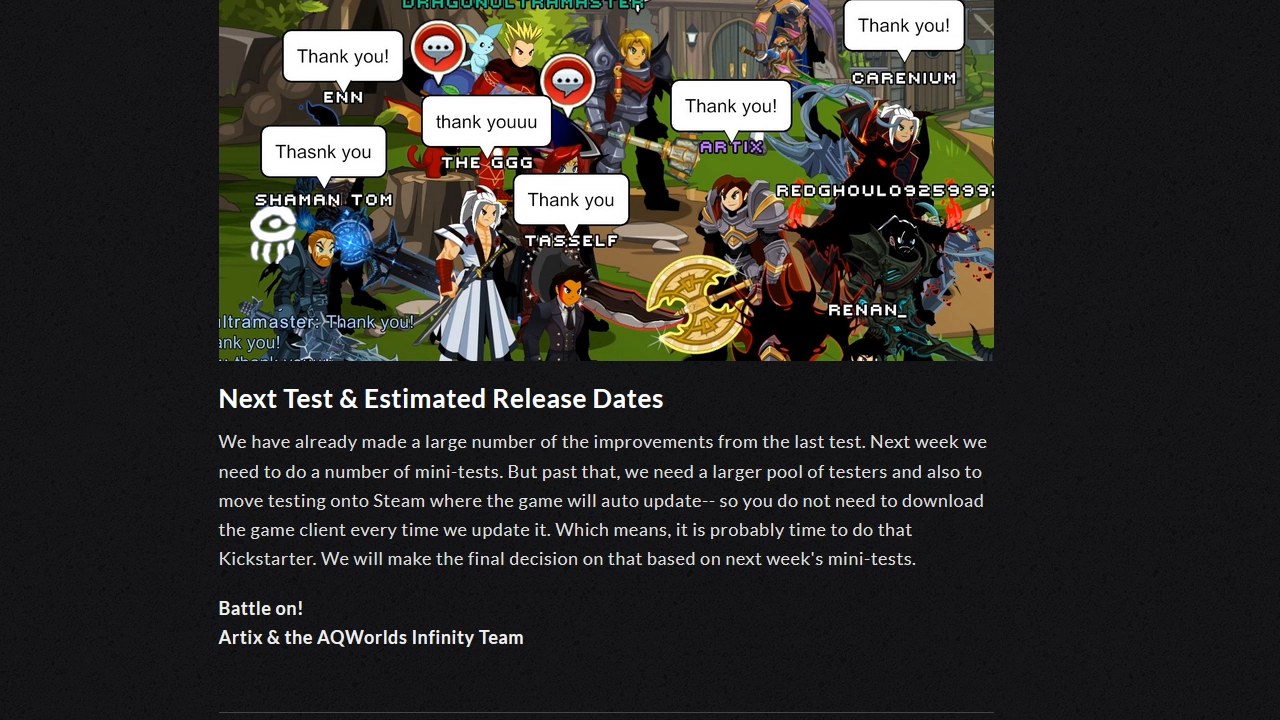 DRAGONULTRAMASTER
Thank you!
Thank you!
ENN
CARENIUM
thank youuu
Thank you!
Thasnk you
ARTIX
THE GGG
REDGHOUL0925999
SHAMAN TOM
Thank you
TASSELF
RENAN_
ltramaster: Thank you!
ank you!
Next Test & Estimated Release Dates
We have already made a large number of the improvements from the last test. Next week we
need to do a number of mini-tests. But past that, we need a larger pool of testers and also to
move testing onto Steam where the game will auto update-- so you do not need to download
the game client every time we update it. Which means, it is probably time to do that
Kickstarter. We will make the final decision on that based on next week's mini-tests.
Battle on!
Artix & the AQWorlds Infinity Team